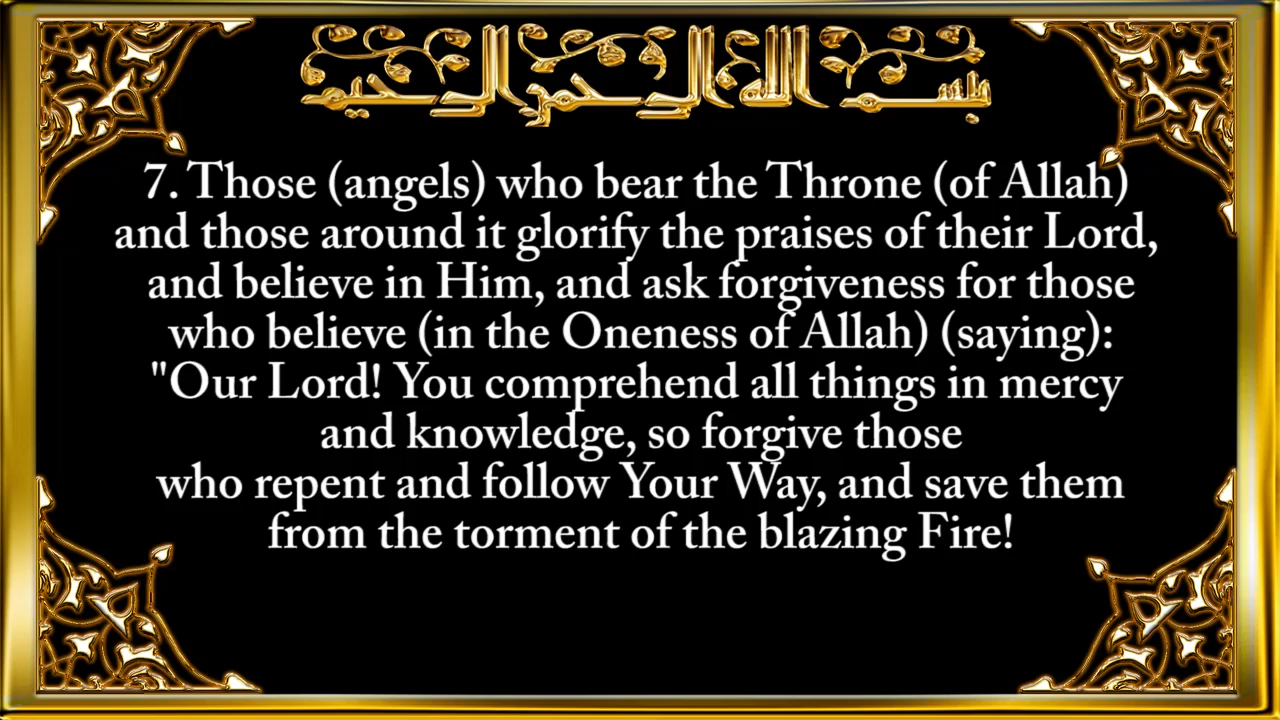 بسم الله الرحمن الرحيم
7. Those (angels) who bear the Throne (of Allah)
and those around it glorify the praises of their Lord,
and believe in Him, and ask forgiveness for those
who believe (in the Oneness of Allah) (saying):
"Our Lord! You comprehend all things in mercy
and knowledge, so forgive those
who repent and follow Your Way, and save them
from the torment of the blazing Fire!